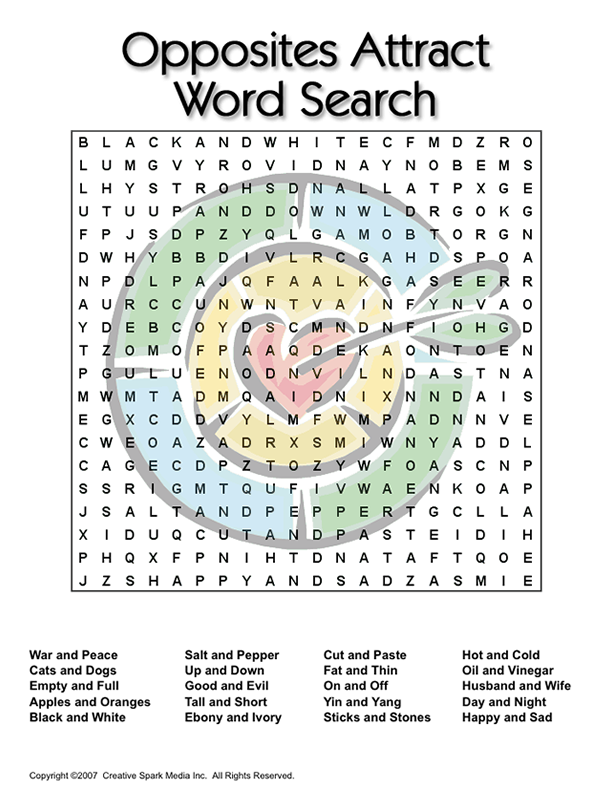 Opposites Attract
Word Search
B L A C K A N D W H I T E C F M D Z R O
L U M G V Y R O V I D N A Y N O B E M S
L H Y S T R O H S D N A L L A T P X G E
U T U U P A N D D O W N W L D R G O K G
F P J S D P Z Y Q L G A M O B T O R G N
D W H Y B B D I V L R C G A H D S P O A
N P D L P A J Q F A A L K G A S E E R R
A U R C C U N W N T V A I N F Y N V A O
Y D E B C O Y D S C M N D N F I O H G D
T Z O M O F P A A Q D E K A O N T O E N
P G U L U E N O D N V I L N D A S T N A
M W M T A D M Q A I D N I X N N D A I S
E G X C D D V Y L M F W M P A D N N V E
C W E O A Z A D R X S M I W N Y A D D L
C A G E C D P Z T O Z Y W F O A S C N P
S S R I G M T Q U F I V W A E N K O A P
J S A L T A N D P E P P E R T G C L L A
X I D U Q C U T A N D P A S T E I D I H
P H Q X F P N I H T D N A T A F T Q O E
J Z S H A P P Y A N D S A D Z A S M I E
War and Peace
Cats and Dogs
Empty and Full
Apples and Oranges
Black and White
Salt and Pepper
Up and Down
Good and Evil
Tall and Short
Ebony and Ivory
Cut and Paste
Fat and Thin
On and Off
Yin and Yang
Sticks and Stones
Hot and Cold
Oil and Vinegar
Husband and Wife
Day and Night
Happy and Sad
Copyright ©2007 Creative Spark Media Inc. All Rights Reserved.